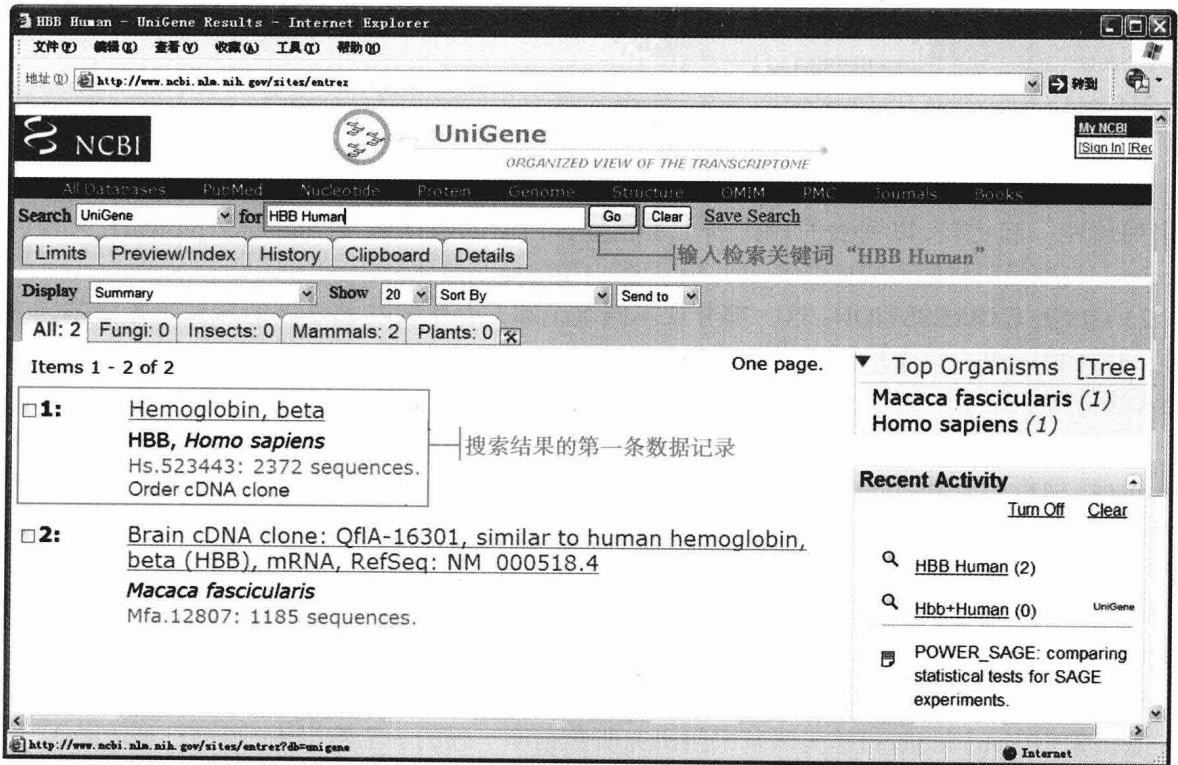 HBB Human - UniGene Results - Internet Explorer
文件(F) 编辑(E) 查看(V) 收藏(A) 工具(T) 帮助(H)
地址(D) http://www.ncbi.nlm.nih.gov/sites/entrez 转到
NCBI UniGene My NCBI
ORGANIZED VIEW OF THE TRANSCRIPTOME [Sign In] [Rec
All Databases PubMed Nucleotide Protein Genome Structure OMIM PMC Journals Books
Search UniGene for HBB Human Go Clear Save Search
Limits Preview/Index History Clipboard Details 输入检索关键词“HBB Human”
Display Summary Show 20 Sort By Send to
All: 2 Fungi: 0 Insects: 0 Mammals: 2 Plants: 0
Items 1 - 2 of 2 One page.
1: Hemoglobin, beta
HBB, Homo sapiens
Hs.523443: 2372 sequences.
Order cDNA clone
搜索结果的第一条数据记录
2: Brain cDNA clone: QflA-16301, similar to human hemoglobin,
beta (HBB), mRNA, RefSeq: NM_000518.4
Macaca fascicularis
Mfa.12807: 1185 sequences.
Top Organisms [Tree]
Macaca fascicularis (1)
Homo sapiens (1)
Recent Activity
Turn Off Clear
HBB Human (2)
Hbb+Human (0) UniGene
POWER_SAGE: comparing
statistical tests for SAGE
experiments.
http://www.ncbi.nlm.nih.gov/sites/entrez?db=unigene Internet